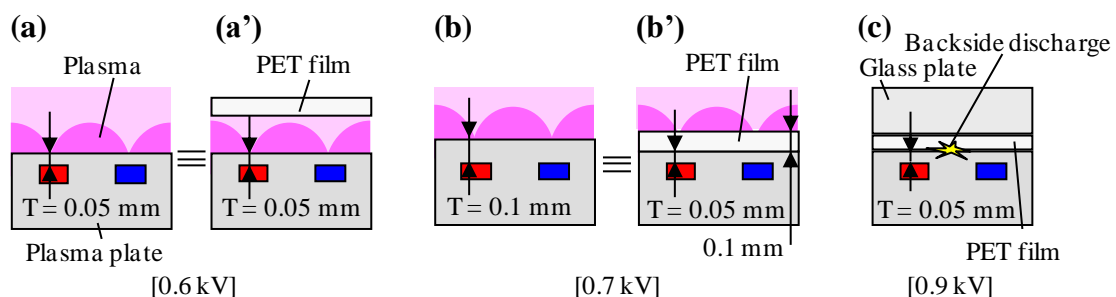 (a)
(a’)
(b)
(b’)
(c)
Plasma
PET film
PET film
Backside discharge
Glass plate
T = 0.05 mm
T = 0.05 mm
T = 0.1 mm
T = 0.05 mm
T = 0.05 mm
Plasma plate
0.1 mm
PET film
[0.6 kV]
[0.7 kV]
[0.9 kV]